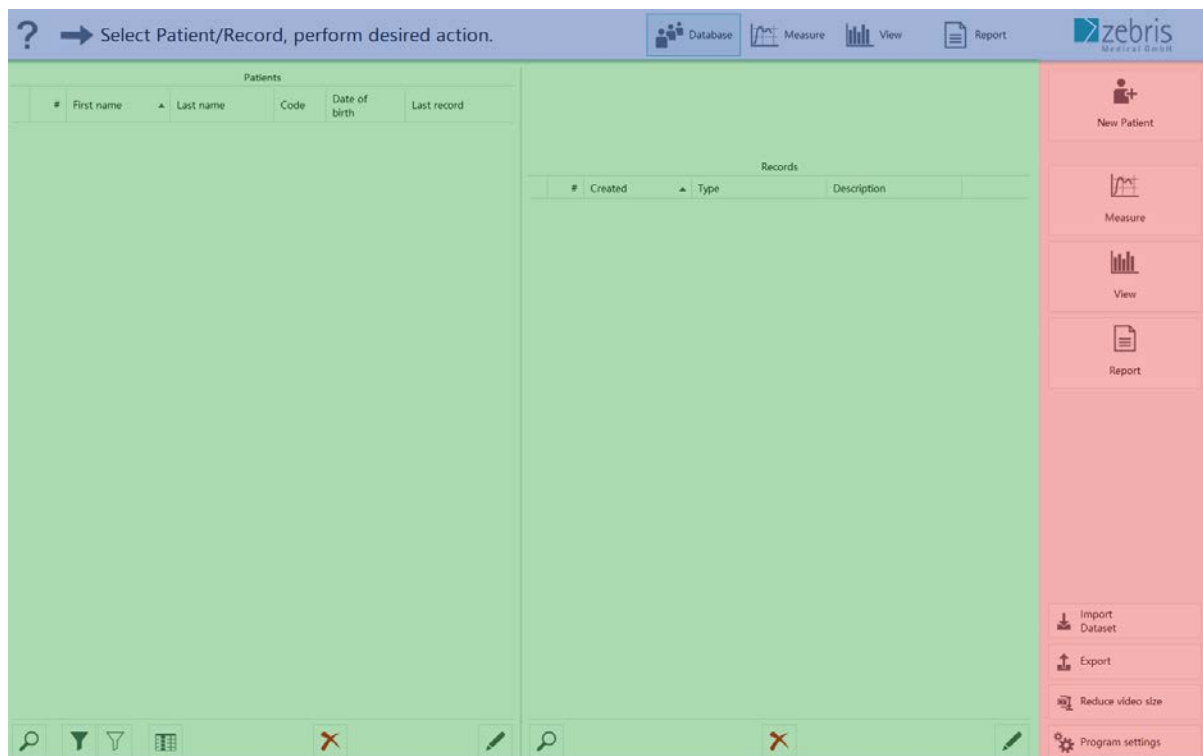 ? Select Patient/Record, perform desired action.
Database
Measure
View
Report
zebris
Medical GmbH
Patients
# First name Last name Code Date of birth Last record
Records
# Created Type Description
New Patient
Measure
View
Report
Import
Dataset
Export
Reduce video size
Program settings